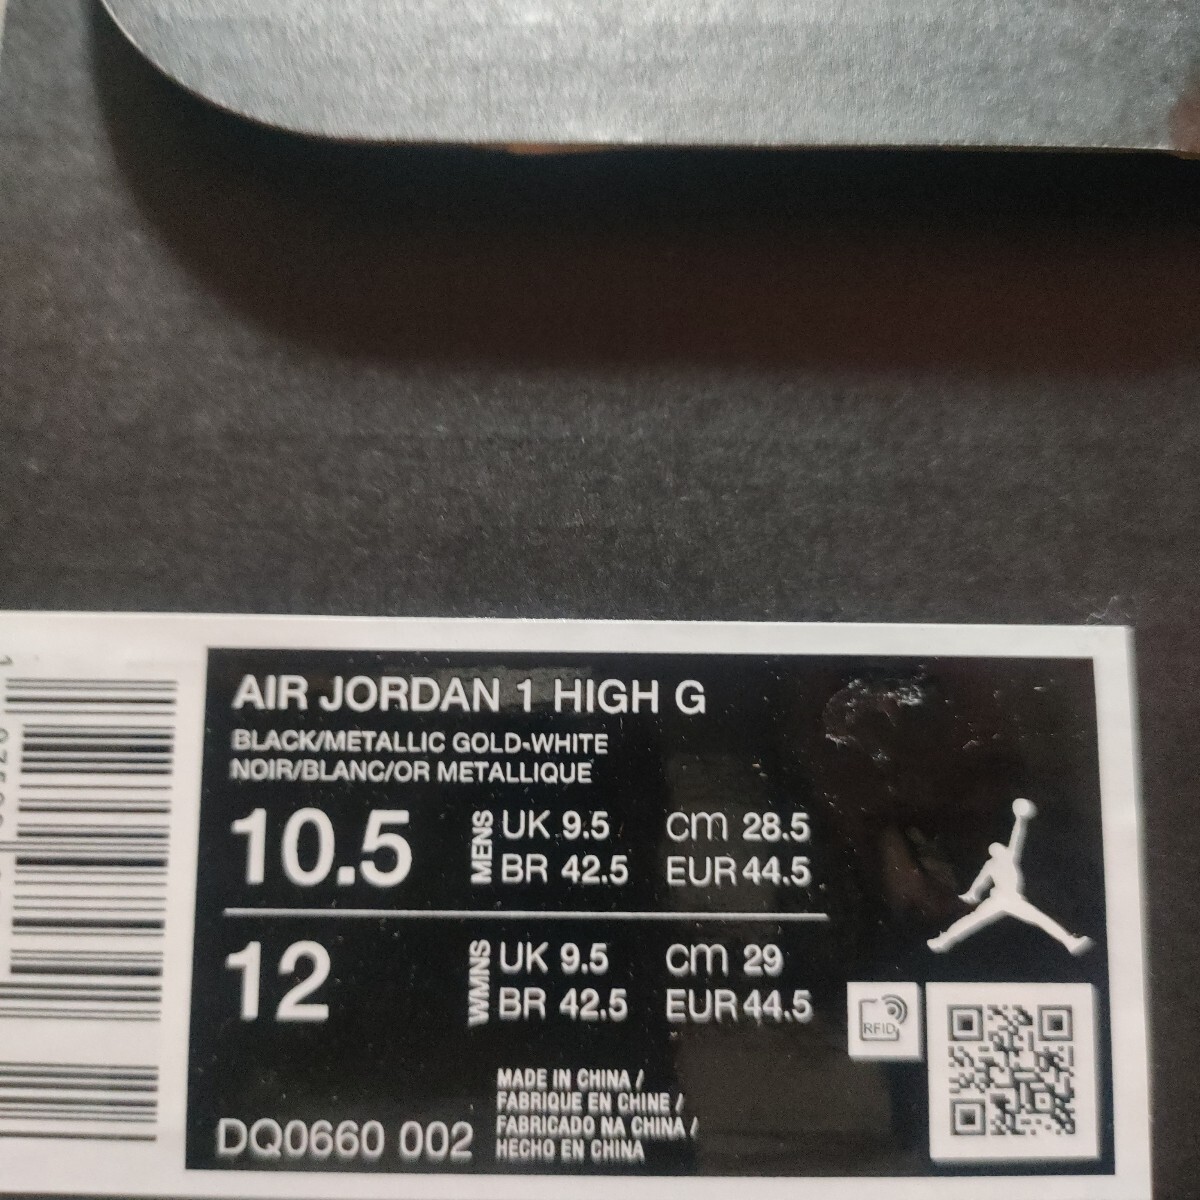 AIR JORDAN 1 HIGH G
BLACK/METALLIC GOLD-WHITE
NOIR/BLANC/OR METALLIQUE
10.5 MENS UK 9.5 cm 28.5
BR 42.5 EUR 44.5
12 WMNS UK 9.5 cm 29
BR 42.5 EUR 44.5
RFID
MADE IN CHINA /
FABRIQUE EN CHINE /
FABRICADO NA CHINA /
HECHO EN CHINA
DQ0660 002